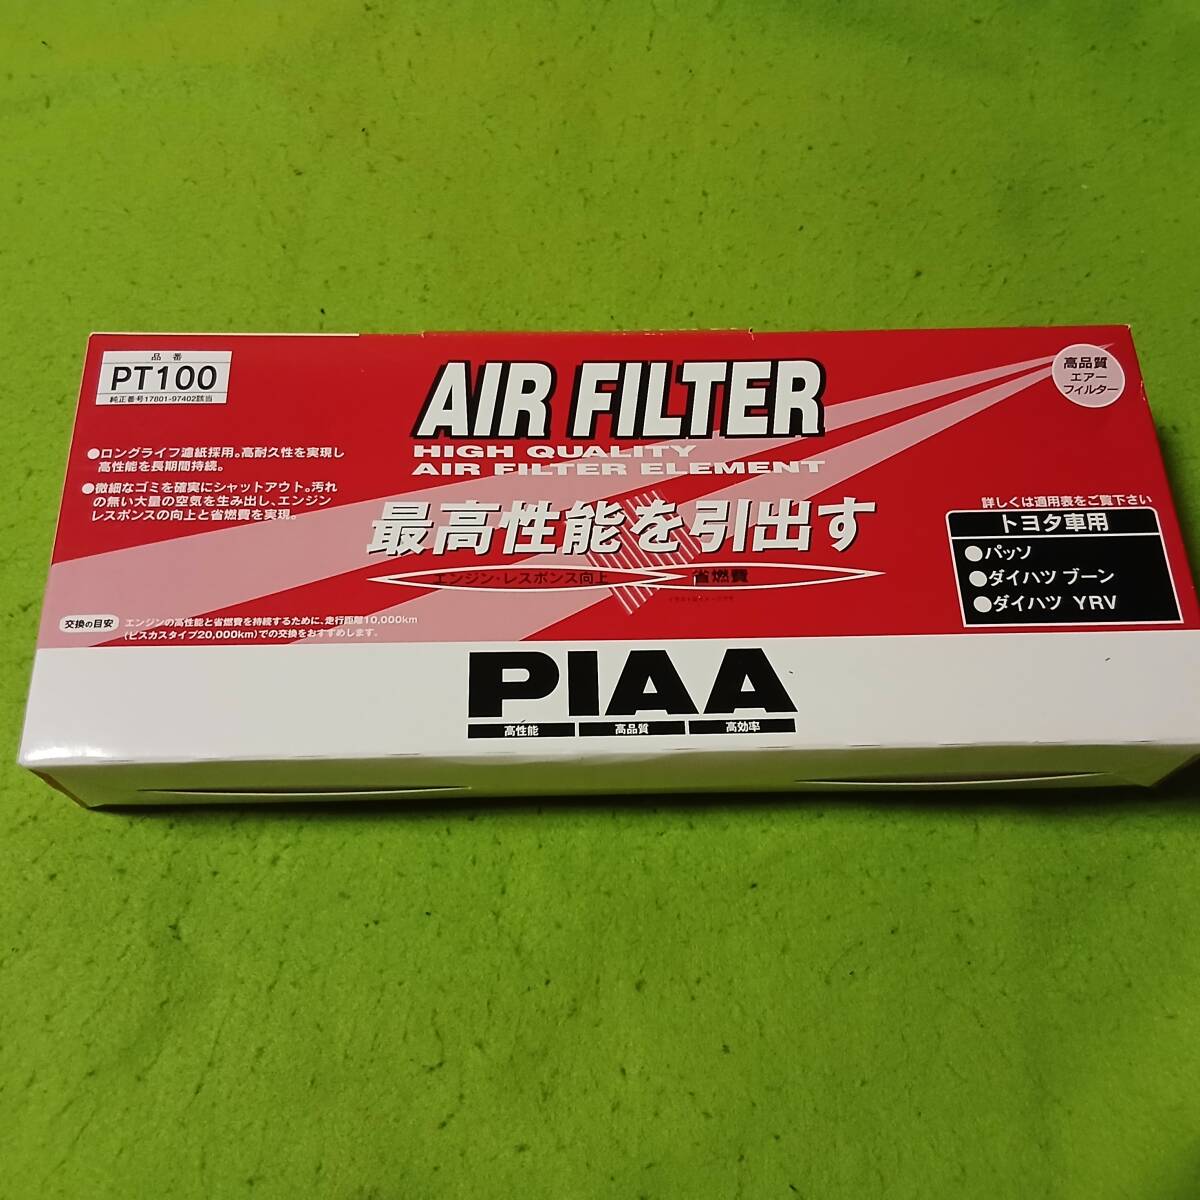 品番
PT100
純正番号17801-97402該当
AIR FILTER
HIGH QUALITY
AIR FILTER ELEMENT
高品質
エアー
フィルター
●ロングライフ濾紙採用。高耐久性を実現し
高性能を長期間持続。
●微細なゴミを確実にシャットアウト。汚れ
の無い大量の空気を生み出し、エンジン
レスポンスの向上と省燃費を実現。
最高性能を引出す
エンジン・レスポンス向上
省燃費
詳しくは適用表をご覧下さい
トヨタ車用
●パッソ
●ダイハツ ブーン
●ダイハツ YRV
交換の目安
エンジンの高性能と省燃費を持続するために、走行距離10,000km
(ビスカスタイプ20,000km)での交換をおすすめします。
PIAA
高性能
高品質
高効率